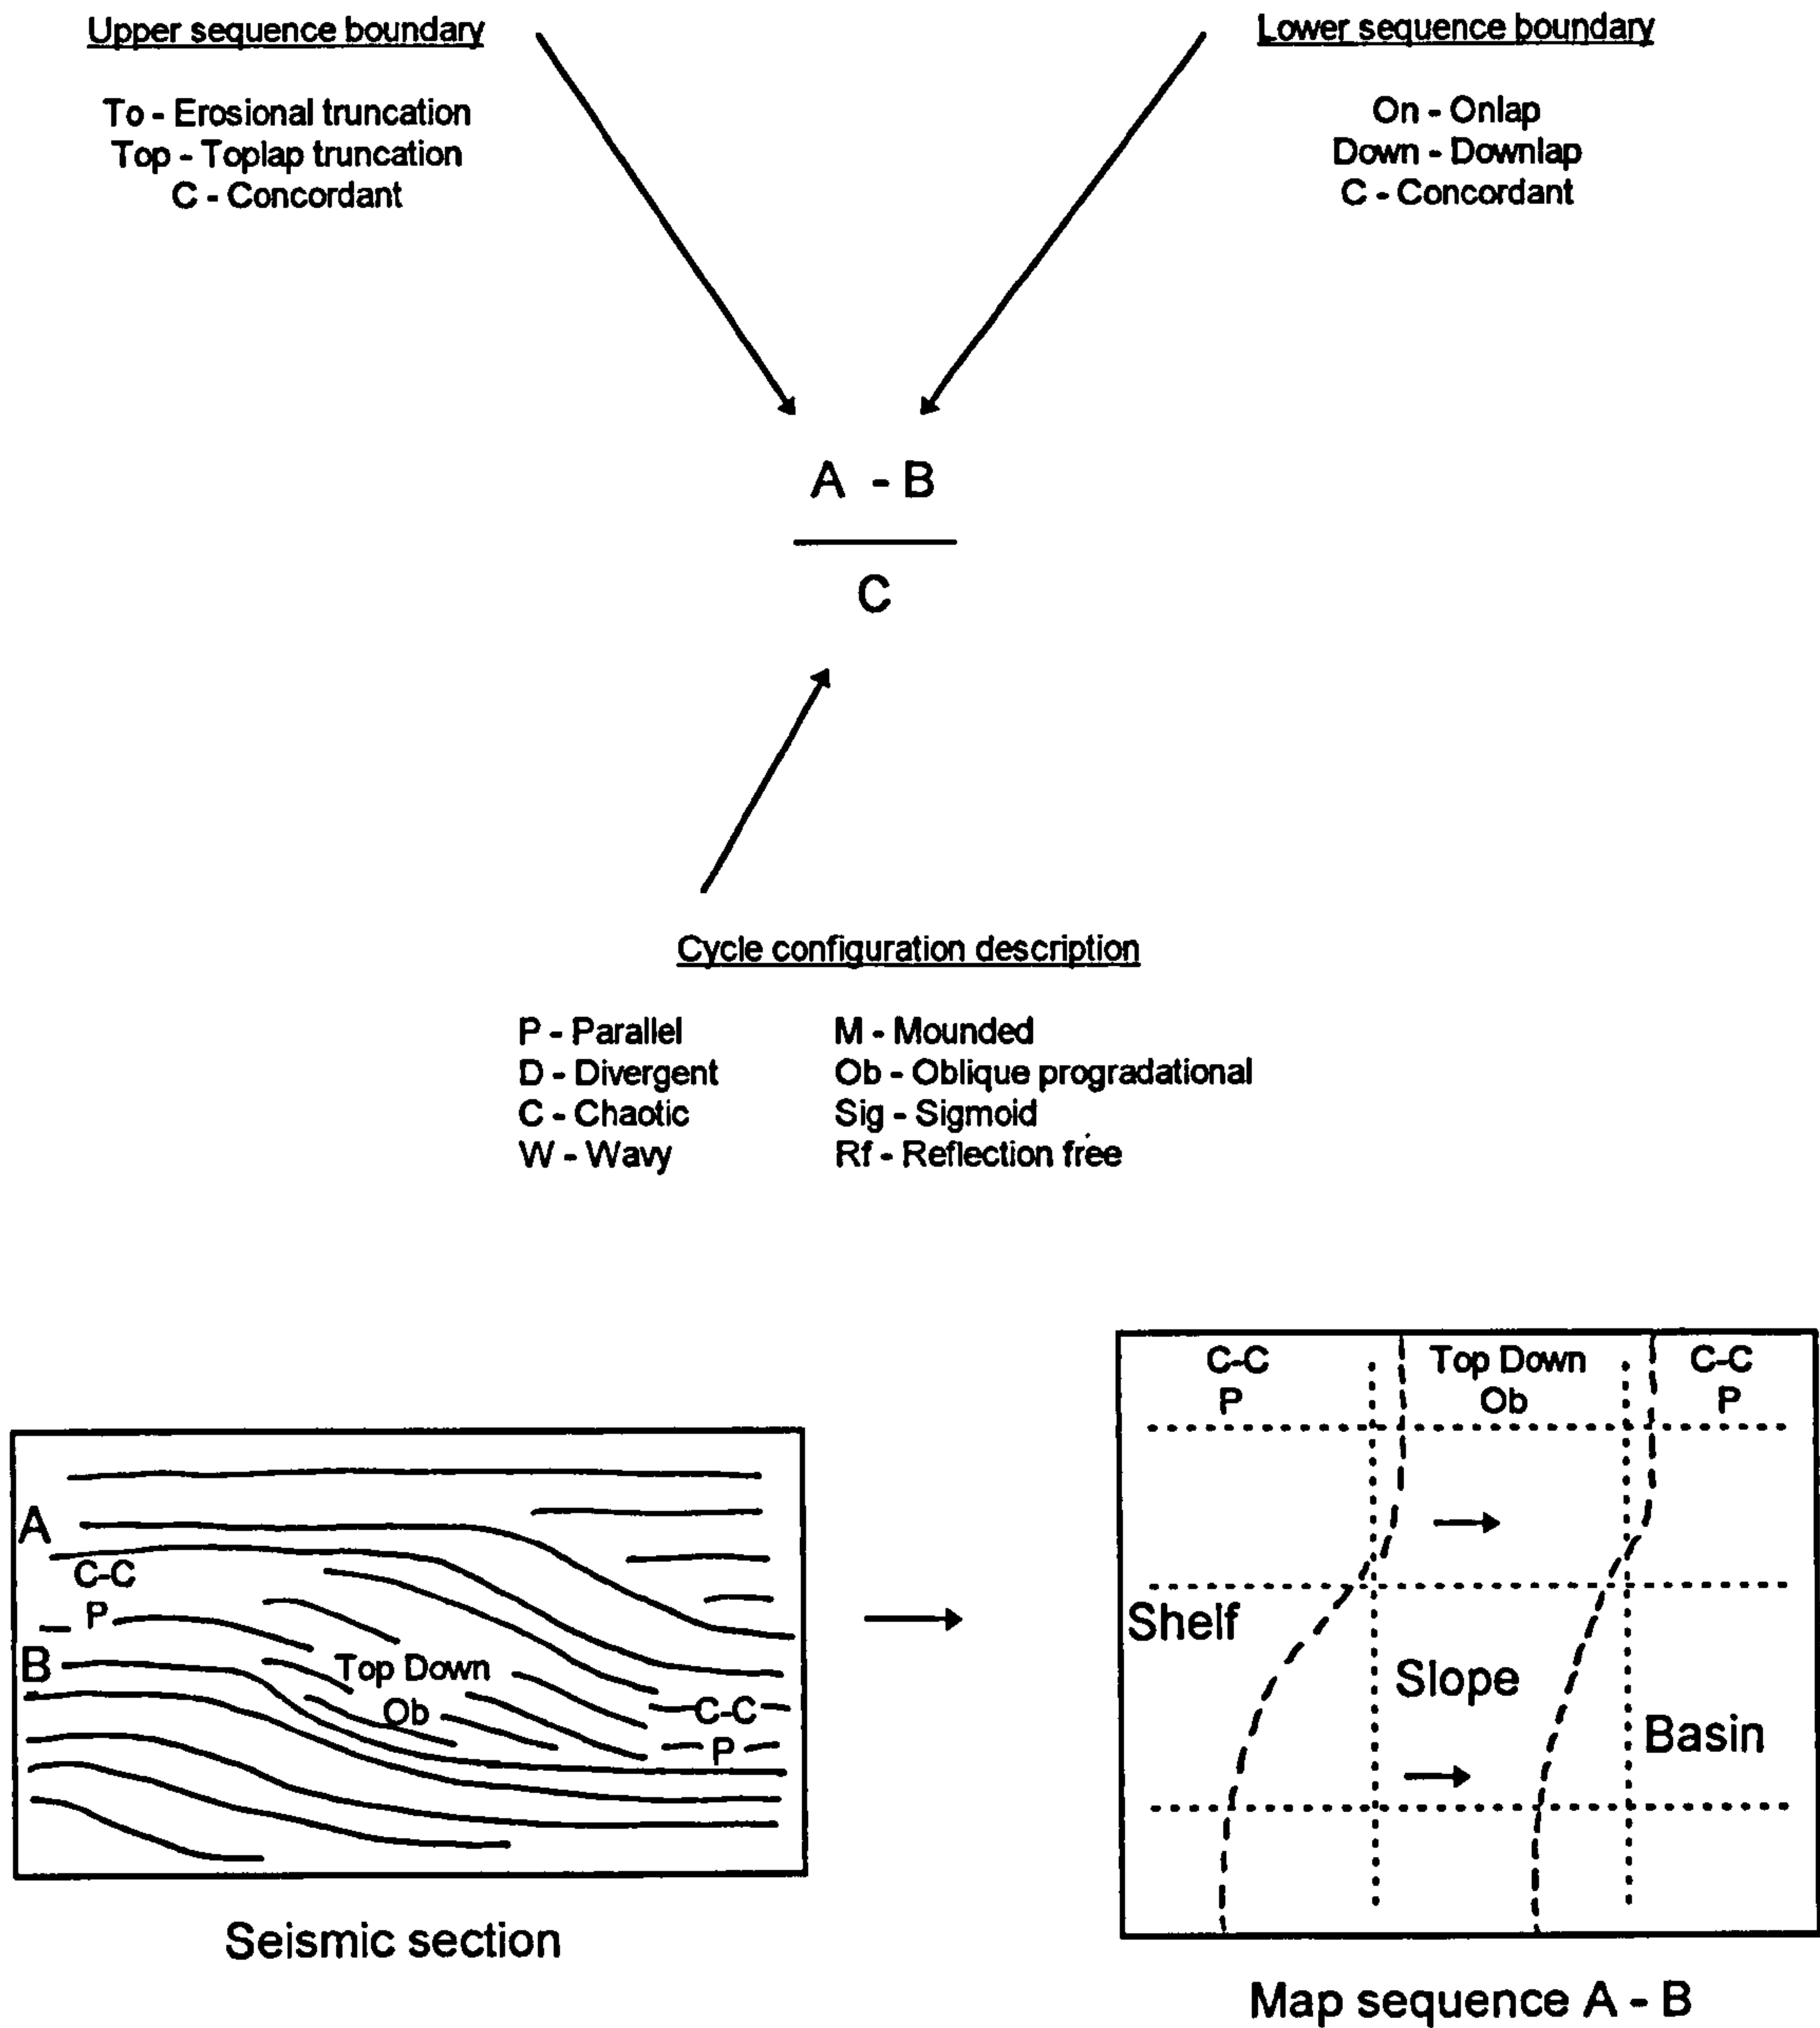 Upper sequence boundary
To - Erosional truncation
Top - Toplap truncation
C - Concordant
Lower sequence boundary
On - Onlap
Down - Downlap
C - Concordant
A - B
C
Cycle configuration description
P - Parallel
D - Divergent
C - Chaotic
W - Wavy
M - Mounded
Ob - Oblique progradational
Sig - Sigmoid
Rf - Reflection free
A
C-C
P
B
Top Down
Ob
C-C
P
Seismic section
C-C
P
Top Down
Ob
C-C
P
Shelf
Slope
Basin
Map sequence A - B